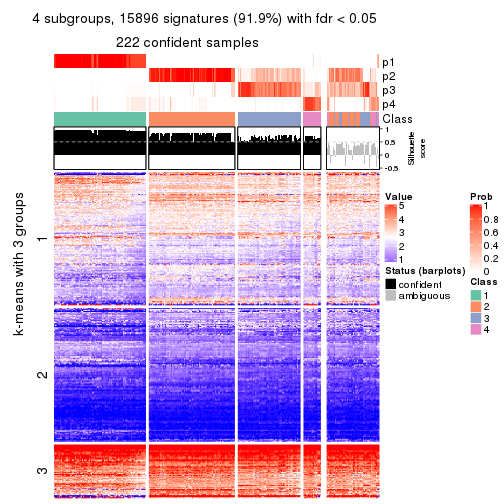 4 subgroups, 15896 signatures (91.9%) with fdr < 0.05
222 confident samples
p1
p2
p3
p4
Class
1
0.5
0
-0.5
Silhouette
score
k-means with 3 groups
1
2
3
Value
5
4
3
2
1
Status (barplots)
confident
ambiguous
Prob
1
0.8
0.6
0.4
0.2
0
Class
1
2
3
4